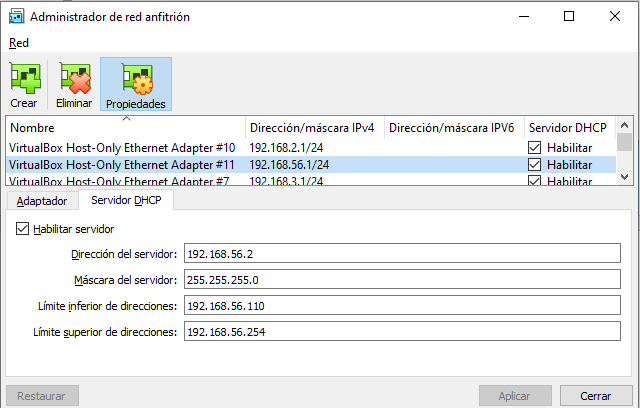 Administrador de red anfitrión
Red
Crear Eliminar Propiedades
Nombre Dirección/máscara IPv4 Dirección/máscara IPV6 Servidor DHCP
VirtualBox Host-Only Ethernet Adapter #10 192.168.2.1/24 Habilitar
VirtualBox Host-Only Ethernet Adapter #11 192.168.56.1/24 Habilitar
VirtualBox Host-Only Ethernet Adapter #7 192.168.3.1/24 Habilitar
Adaptador Servidor DHCP
Habilitar servidor
Dirección del servidor: 192.168.56.2
Máscara del servidor: 255.255.255.0
Límite inferior de direcciones: 192.168.56.110
Límite superior de direcciones: 192.168.56.254
Restaurar Aplicar Cerrar